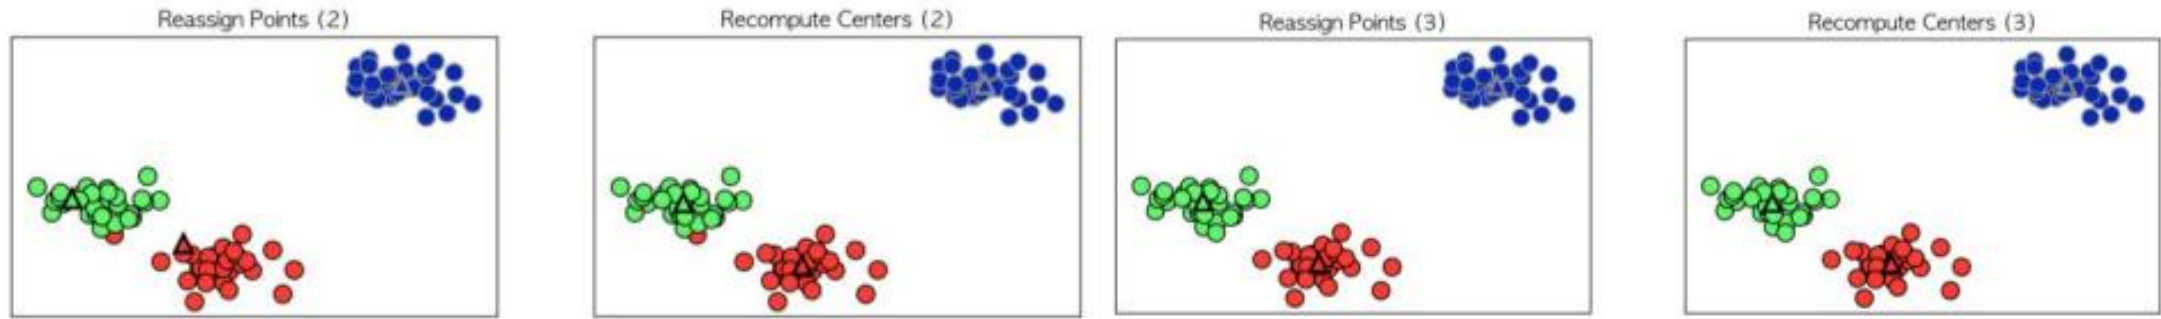 Reassign Points (2)
Recompute Centers (2)
Reassign Points (3)
Recompute Centers (3)